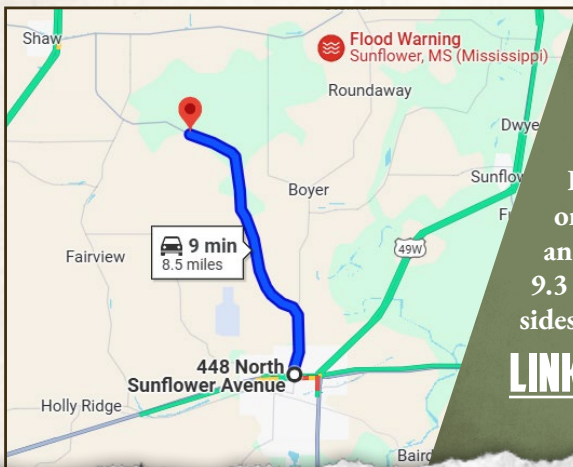 Shaw
Flood Warning
Sunflower, MS (Mississippi)
Roundaway
Boyer
49W
9 min
8.5 miles
Fairview
9.3
sides
LINK
448 North
Sunflower Avenue
Holly Ridge